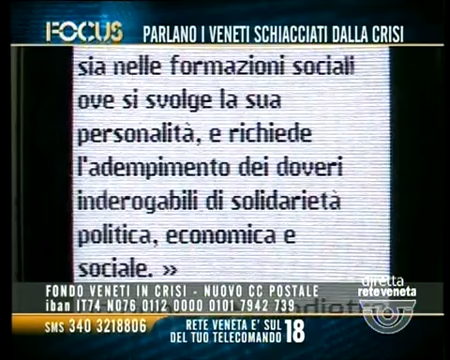 FOCUS PARLANO I VENETI SCHIACCIATI DALLA CRISI
sia nelle formazioni sociali
ove si svolge la sua
personalità, e richiede
l'adempimento dei doveri
inderogabili di solidarietà
politica, economica e
sociale. »
diretta
reteveneta
FONDO VENETI IN CRISI - NUOVO CC POSTALE
iban IT74 N076 0112 0000 0101 7942 739
SMS 340 3218806
RETE VENETA E' SUL 18
DEL TUO TELECOMANDO